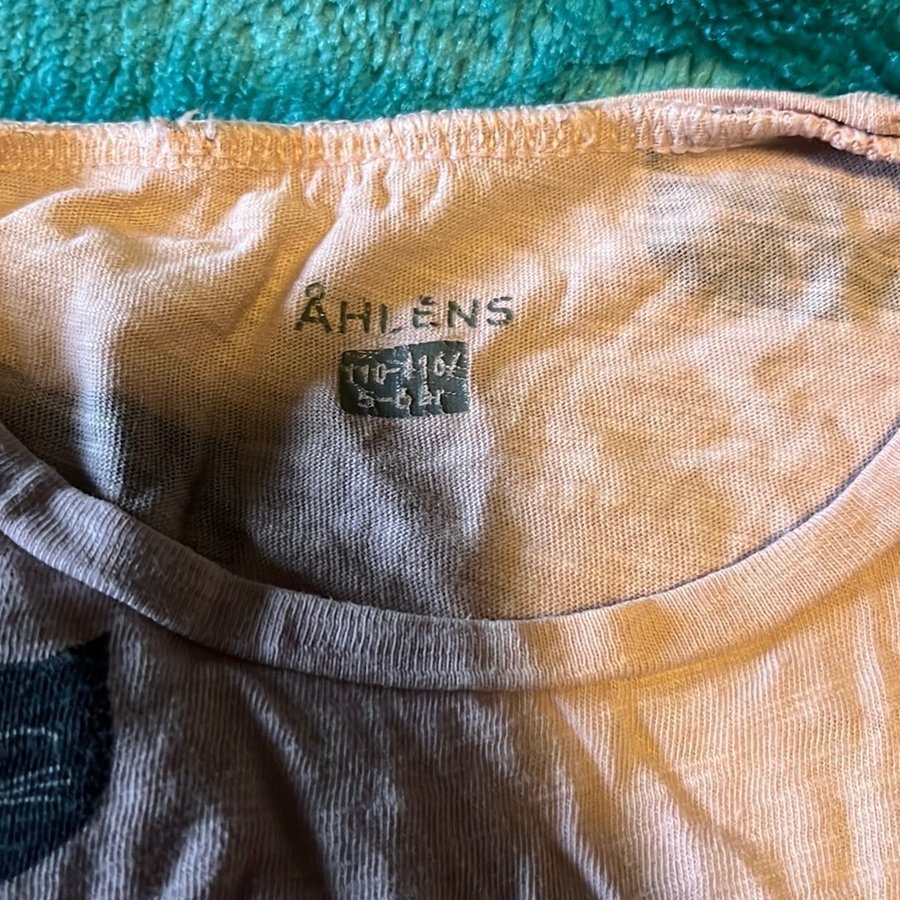 ÅHLÉNS
110-116/
5-6 år